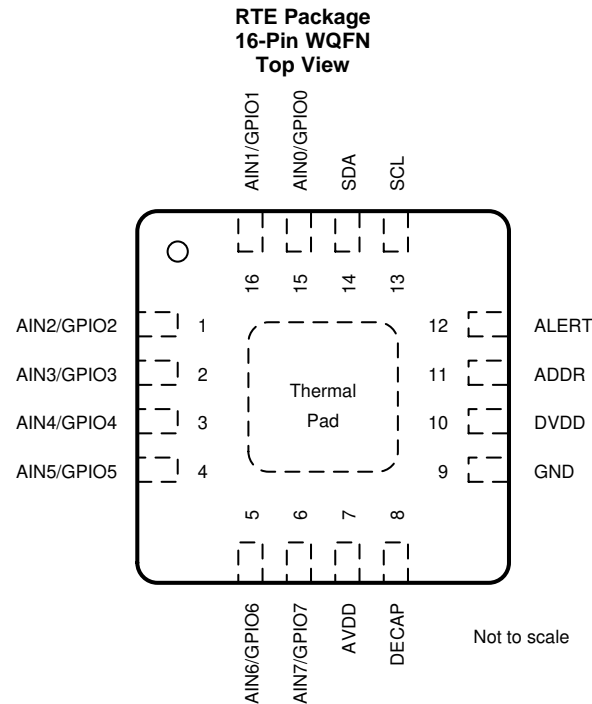 RTE Package
16-Pin WQFN
Top View
AIN1/GPIO1
AIN0/GPIO0
SDA
SCL
16
15
14
13
AIN2/GPIO2
1
12
ALERT
AIN3/GPIO3
2
11
ADDR
AIN4/GPIO4
3
10
DVDD
AIN5/GPIO5
4
9
GND
Thermal
Pad
5
6
7
8
AIN6/GPIO6
AIN7/GPIO7
AVDD
DECAP
Not to scale